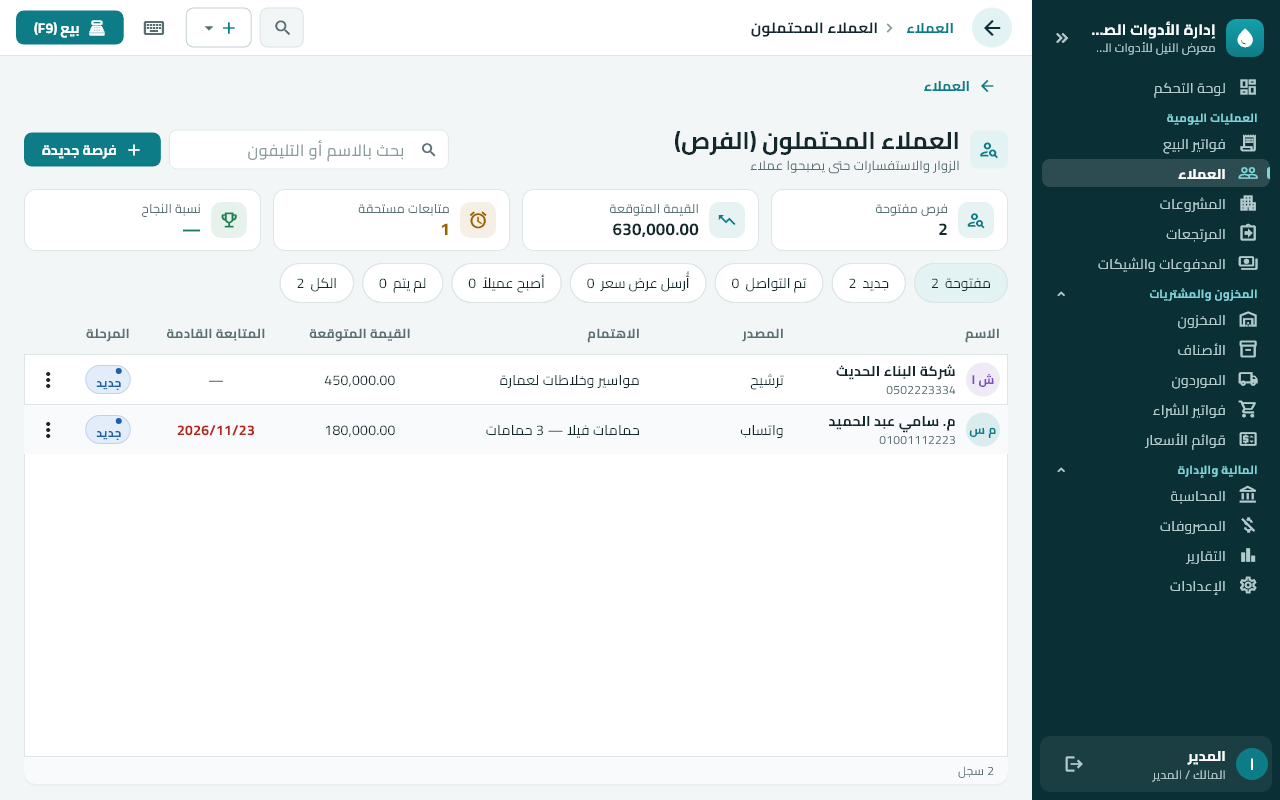 إدارة الأدوات الصـ...
معرض النيل للأدوات الـ...
لوحة التحكم
العمليات اليومية
فواتير البيع
العملاء
المشروعات
المرتجعات
المدفوعات والشيكات
المخزون والمشتريات
المخزون
الأصناف
الموردون
فواتير الشراء
قوائم الأسعار
المالية والإدارة
المحاسبة
المصروفات
التقارير
الإعدادات
ا
المدير
المالك / المدير
العملاء
العملاء المحتملون
بيع (F9)
العملاء
العملاء المحتملون (الفرص)
الزوار والاستفسارات حتى يصبحوا عملاء
بحث بالاسم أو التليفون
فرصة جديدة
فرص مفتوحة
2
القيمة المتوقعة
630,000.00
متابعات مستحقة
1
نسبة النجاح
—
مفتوحة 2
جديد 2
تم التواصل 0
أُرسل عرض سعر 0
أصبح عميلاً 0
لم يتم 0
الكل 2
الاسم المصدر الاهتمام القيمة المتوقعة المتابعة القادمة المرحلة
ش ا
شركة البناء الحديث
0502223334
ترشيح
مواسير وخلاطات لعمارة
450,000.00
—
جديد
م س
م. سامي عبد الحميد
01001112223
واتساب
حمامات فيلا — 3 حمامات
180,000.00
2026/11/23
جديد
2 سجل